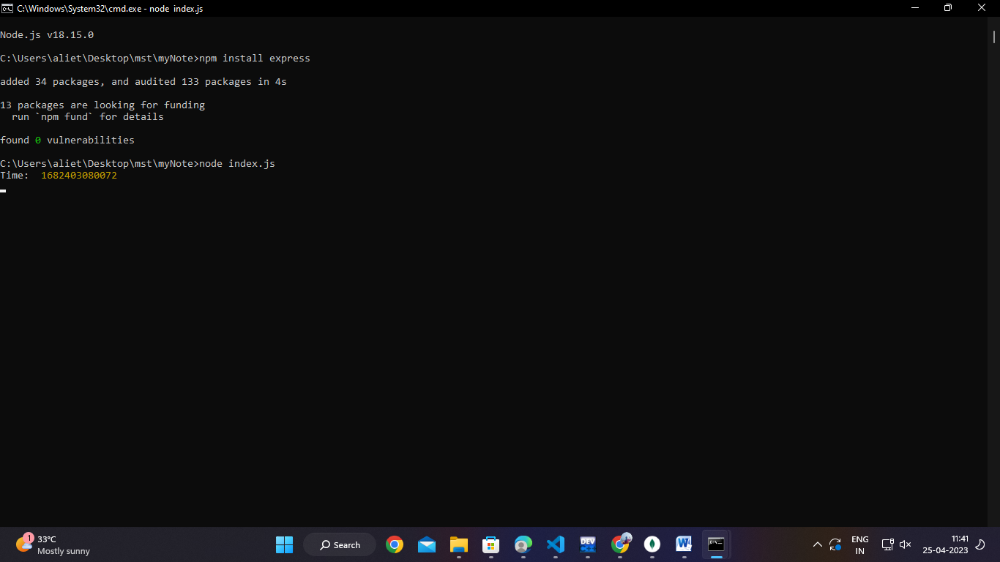 C:\Windows\System32\cmd.exe - node  index.js
Node.js v18.15.0
C:\Users\aliet\Desktop\mst\myNote>npm install express
added 34 packages, and audited 133 packages in 4s
13 packages are looking for funding
  run `npm fund` for details
found 0 vulnerabilities
C:\Users\aliet\Desktop\mst\myNote>node index.js
Time:  1682403080072
1
33°C
Mostly sunny
Search
DEV
ENG
IN
11:41
25-04-2023